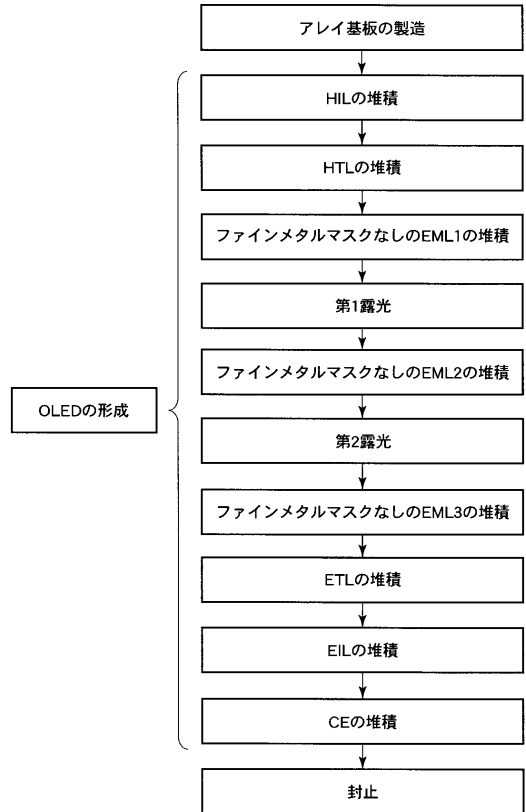 アレイ基板の製造
HILの堆積
HTLの堆積
ファインメタルマスクなしのEML1の堆積
第1露光
ファインメタルマスクなしのEML2の堆積
OLEDの形成
第2露光
ファインメタルマスクなしのEML3の堆積
ETLの堆積
EILの堆積
CEの堆積
封止